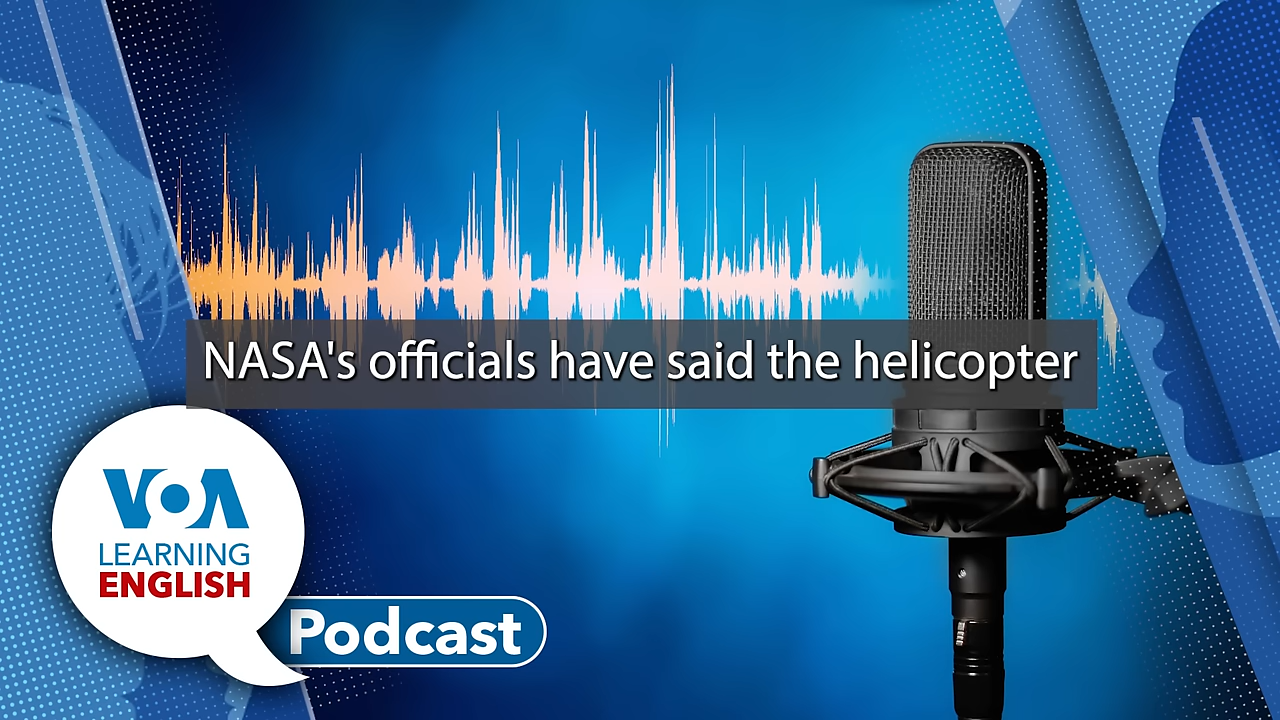 NASA's officials have said the helicopter
VOA
LEARNING
ENGLISH
Podcast